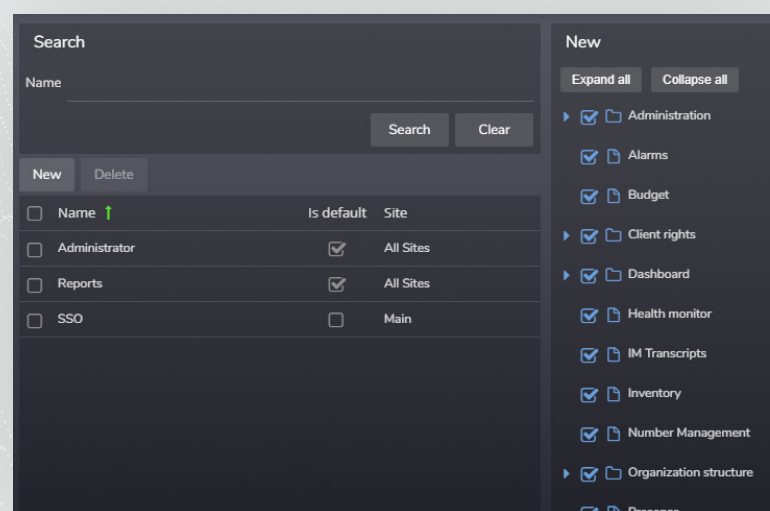 Search
Name
Search Clear
New Delete
Name Is default Site
Administrator All Sites
Reports All Sites
SSO Main
New
Expand all Collapse all
Administration
Alarms
Budget
Client rights
Dashboard
Health monitor
IM Transcripts
Inventory
Number Management
Organization structure